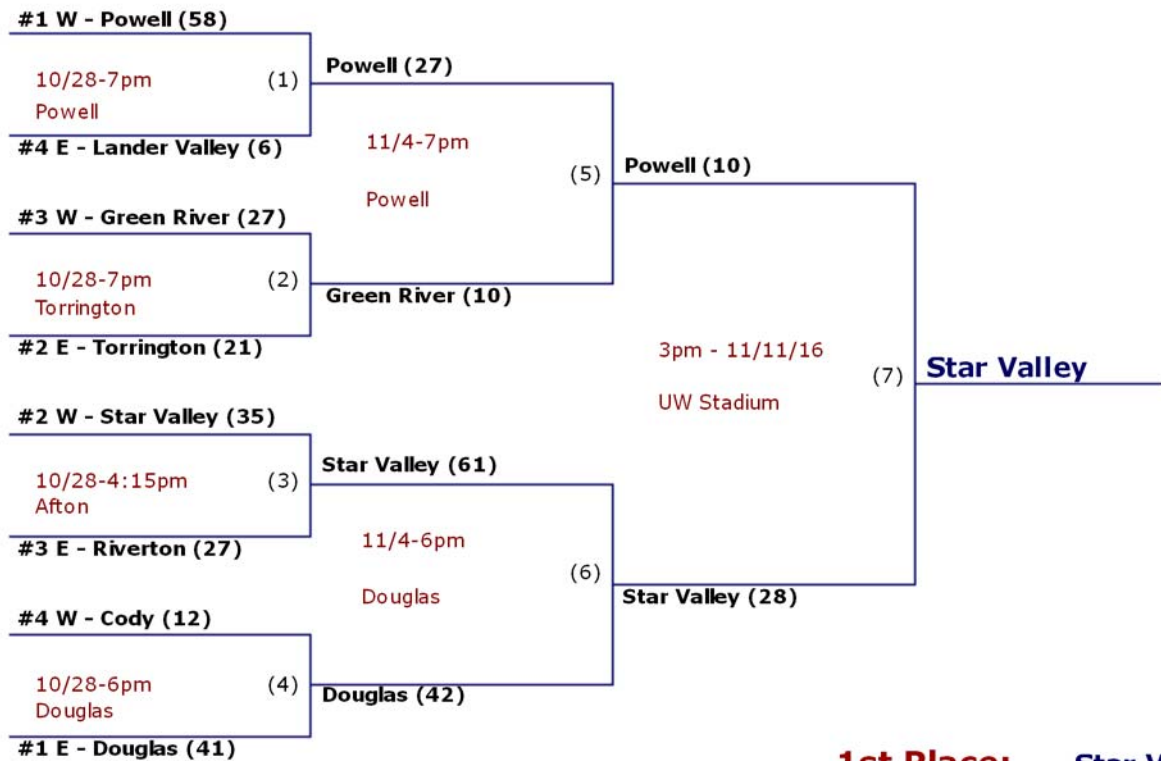 #1 W - Powell (58)
10/28-7pm
(1)
Powell
#4 E - Lander Valley (6)
Powell (27)
11/4-7pm
(5)
Powell
#3 W - Green River (27)
10/28-7pm
(2)
Torrington
#2 E - Torrington (21)
Green River (10)
Powell (10)
3pm - 11/11/16
(7)
UW Stadium
Star Valley
#2 W - Star Valley (35)
10/28-4:15pm
(3)
Afton
#3 E - Riverton (27)
Star Valley (61)
11/4-6pm
(6)
Douglas
Star Valley (28)
#4 W - Cody (12)
10/28-6pm
(4)
Douglas
#1 E - Douglas (41)
Douglas (42)
1st Place: Star